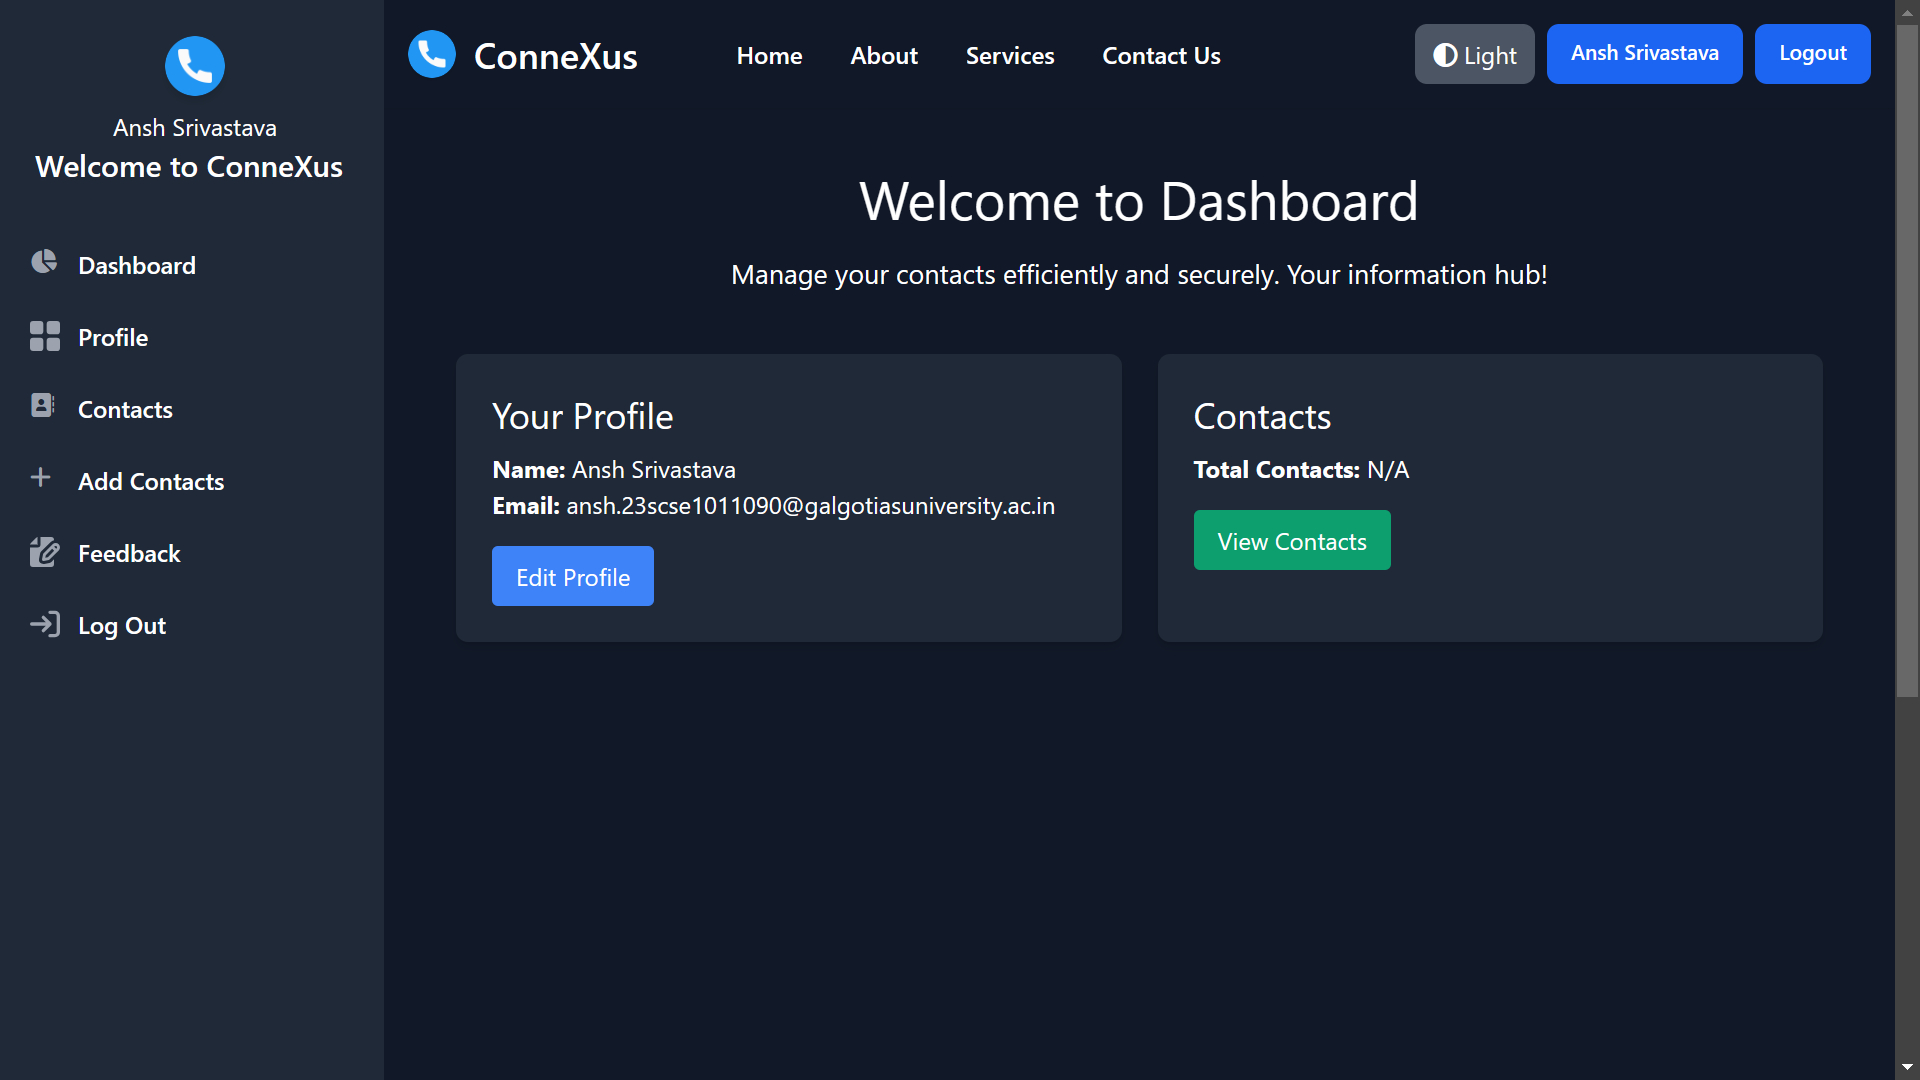 Ansh Srivastava
Welcome to ConneXus
Dashboard
Profile
Contacts
Add Contacts
Feedback
Log Out
ConneXus
Home
About
Services
Contact Us
Light
Ansh Srivastava
Logout
Welcome to Dashboard
Manage your contacts efficiently and securely. Your information hub!
Your Profile
Name: Ansh Srivastava
Email: ansh.23scse1011090@galgotiasuniversity.ac.in
Edit Profile
Contacts
Total Contacts: N/A
View Contacts